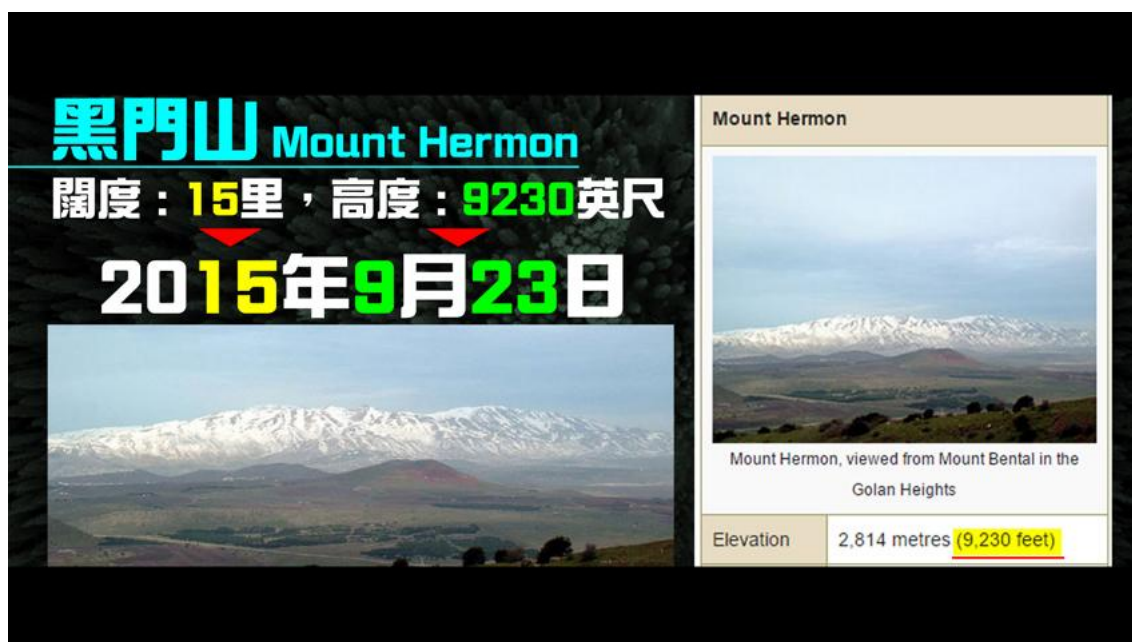 黑門山 Mount Hermon
闊度：15里，高度：9230英尺
2015年9月23日
Mount Hermon
Mount Hermon, viewed from Mount Bental in the
Golan Heights
Elevation 2,814 metres (9,230 feet)